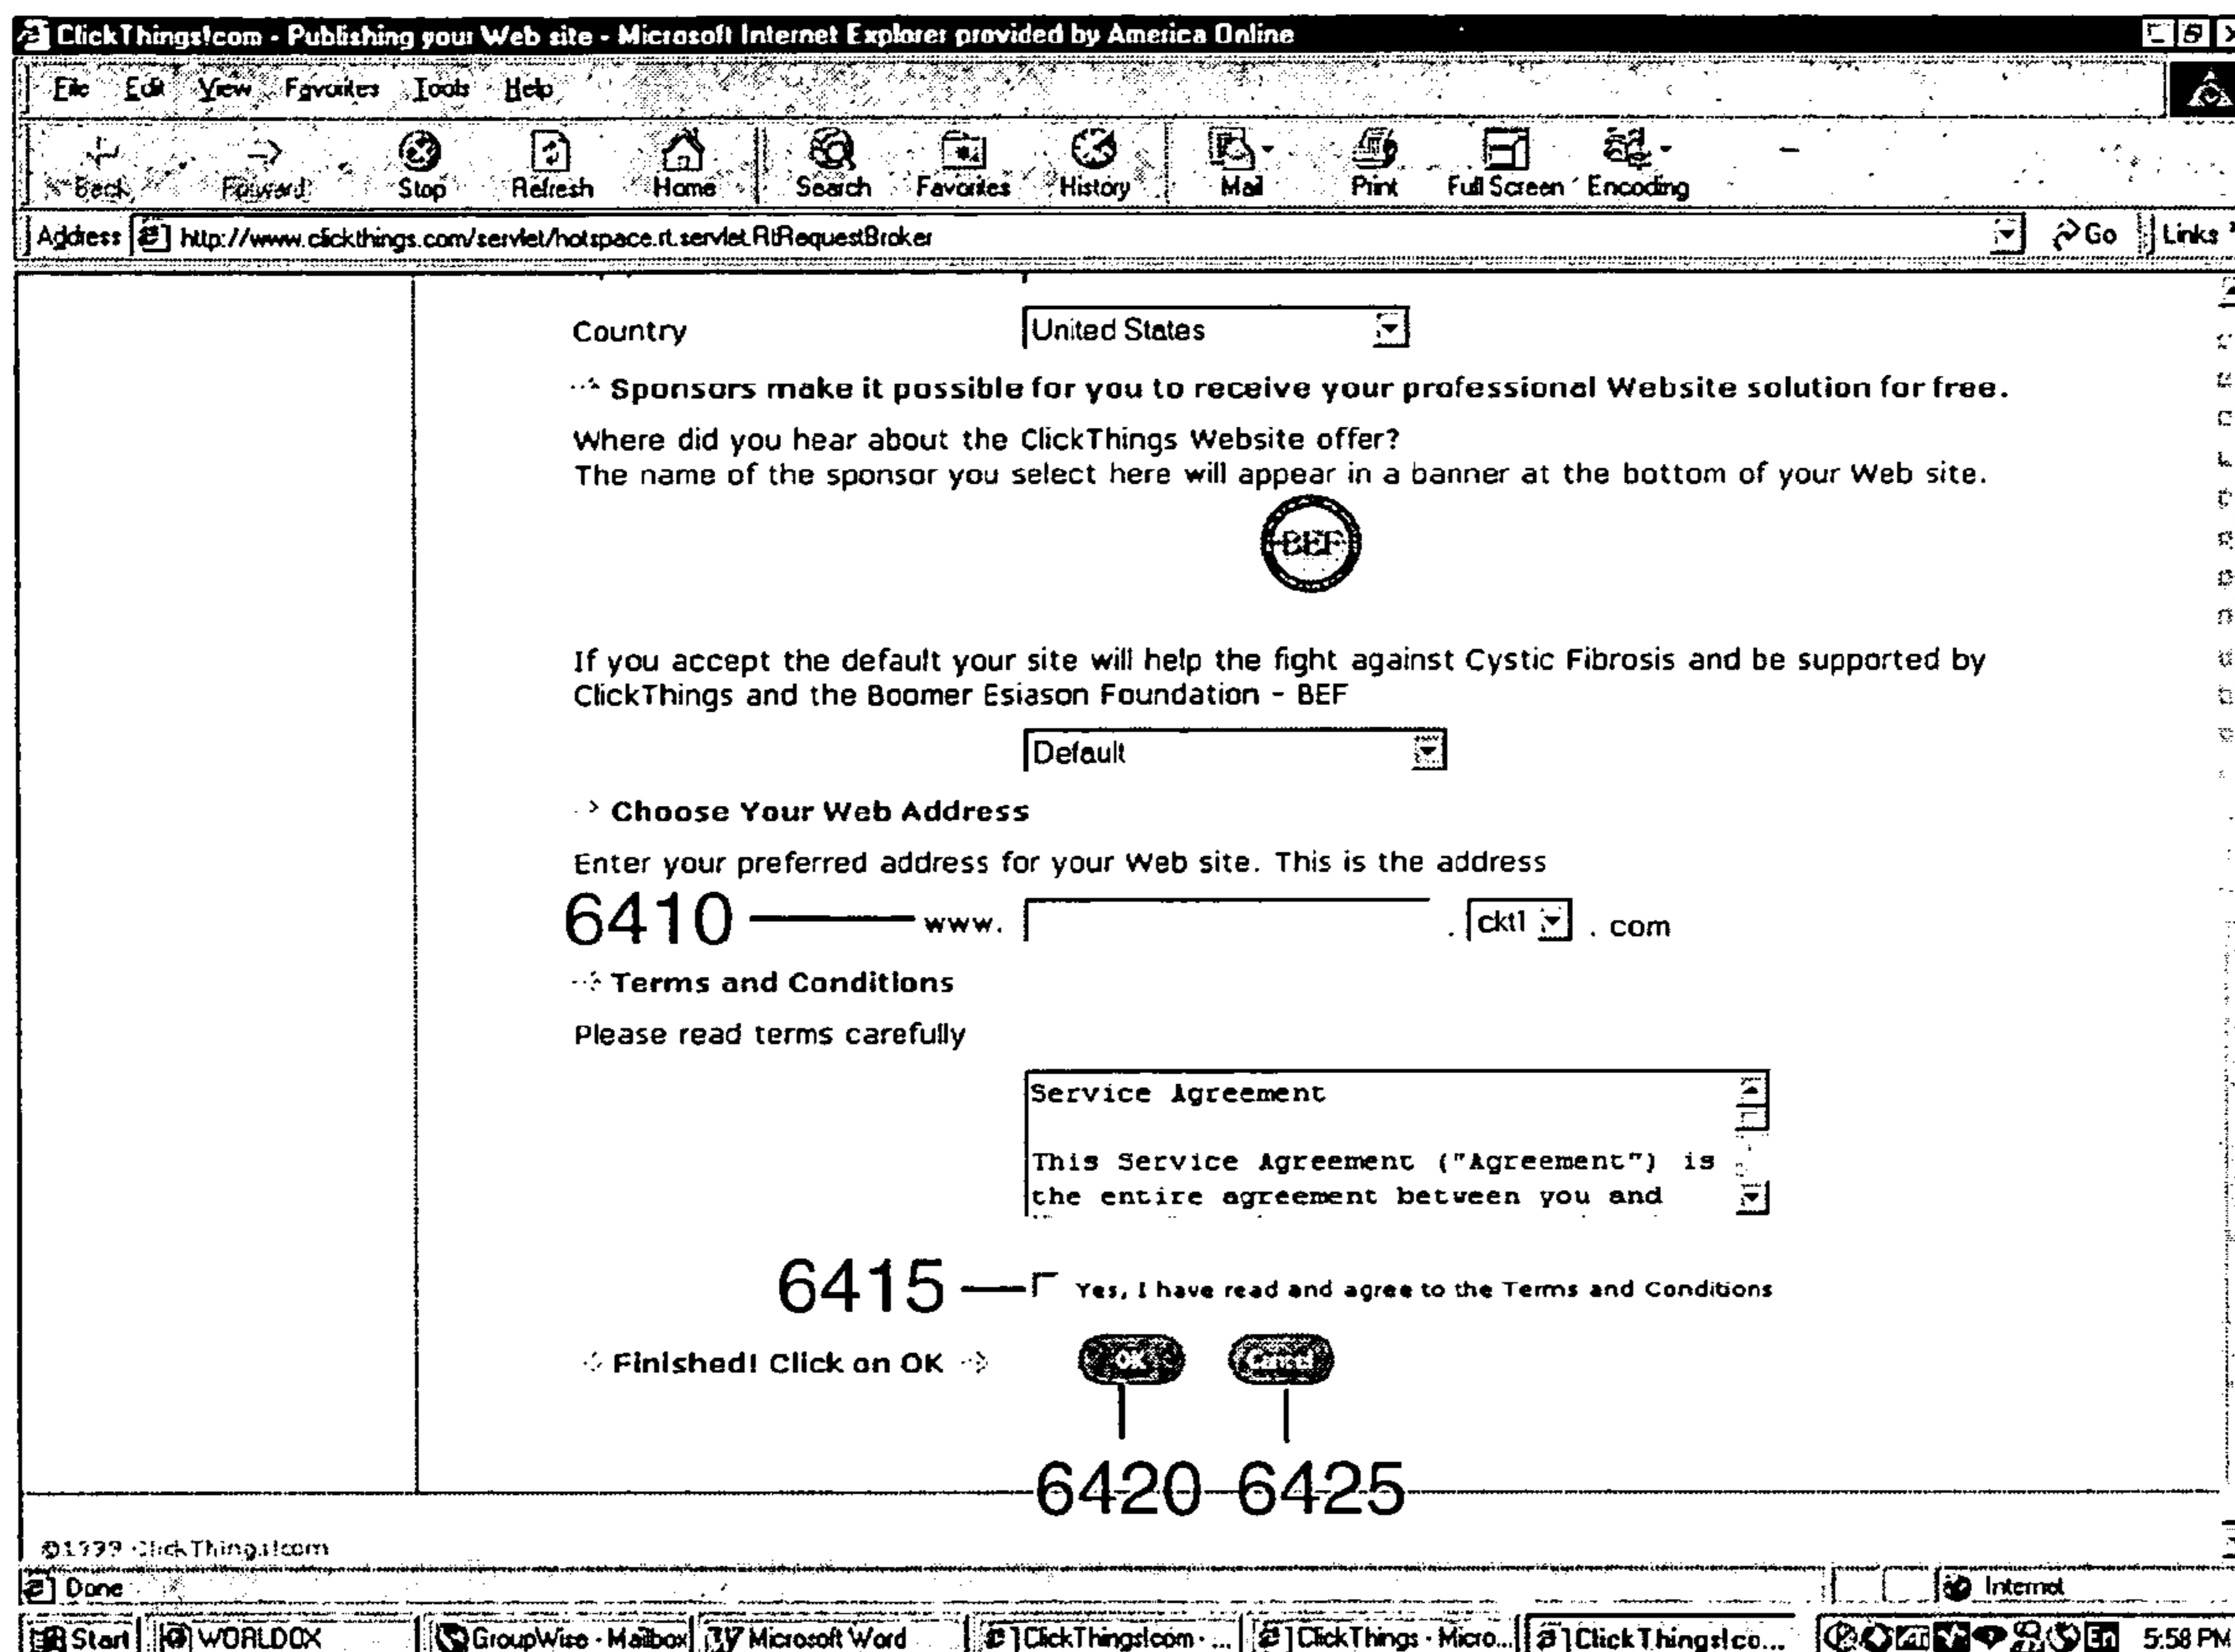 ClickThings!com - Publishing your Web site - Microsoft Internet Explorer provided by America Online
File Edit View Favorites Tools Help
Back Forward Stop Refresh Home Search Favorites History Mail Print Full Screen Encoding
Address http://www.clickthings.com/servlet/hotspace.rt.servlet.RtRequestBroker Go Links
Country United States
Sponsors make it possible for you to receive your professional Website solution for free.
Where did you hear about the ClickThings Website offer?
The name of the sponsor you select here will appear in a banner at the bottom of your Web site.
BEF
If you accept the default your site will help the fight against Cystic Fibrosis and be supported by
ClickThings and the Boomer Esiason Foundation - BEF
Default
Choose Your Web Address
Enter your preferred address for your Web site. This is the address
6410 www. . ckt1 . com
Terms and Conditions
Please read terms carefully
Service Agreement
This Service Agreement ("Agreement") is
the entire agreement between you and
6415 Yes, I have read and agree to the Terms and Conditions
Finished! Click on OK OK Cancel
6420 6425
©1999 ClickThings!com
Done Internet
Start WORLDOX GroupWise - Mailbox Microsoft Word ClickThings!com - ... ClickThings - Micro... ClickThings!co... En 5:58 PM